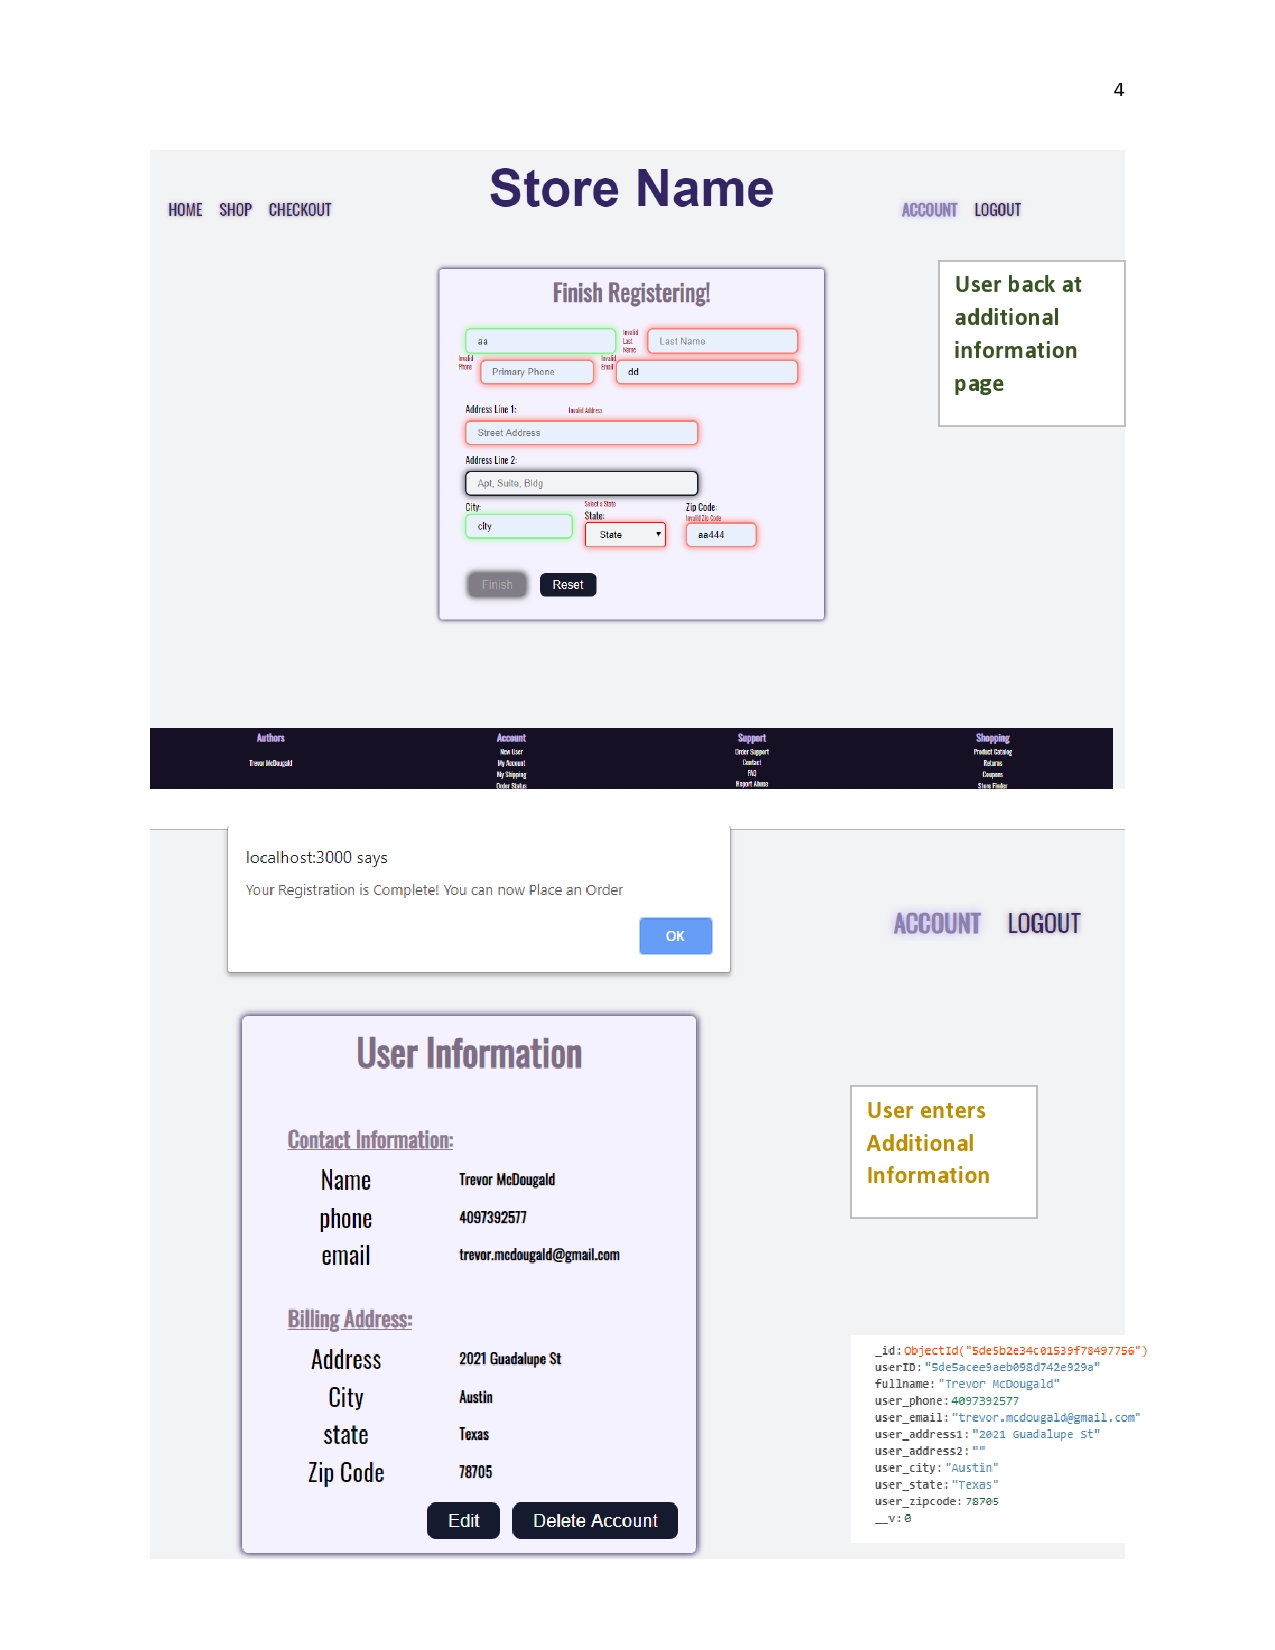 4
Store Name
HOME SHOP CHECKOUT
ACCOUNT LOGOUT
User back at
additional
information
page
Finish Registering!
aa
Invalid
Last
Name
Last Name
Invalid
Phone
Primary Phone
Invalid
Email
dd
Address Line 1:
Invalid Address
Street Address
Address Line 2:
Apt, Suite, Bldg
City:
Select a State
State:
Zip Code:
Invalid Zip Code
city
State
aa444
Finish
Reset
Authors
Trevor McDougald
Account
New User
My Account
My Shipping
Order Status
Support
Order Support
Contact
FAQ
Report Abuse
Shopping
Product Catalog
Returns
Coupons
Store Finder
localhost:3000 says
Your Registration is Complete! You can now Place an Order
OK
ACCOUNT LOGOUT
User Information
Contact Information:
Name Trevor McDougald
phone 4097392577
email trevor.mcdougald@gmail.com
Billing Address:
Address 2021 Guadalupe St
City Austin
state Texas
Zip Code 78705
Edit Delete Account
User enters
Additional
Information
_id: ObjectId("5de5b2e34c01539f78497756")
userID: "5de5acee9aeb098d742e929a"
fullname: "Trevor McDougald"
user_phone: 4097392577
user_email: "trevor.mcdougald@gmail.com"
user_address1: "2021 Guadalupe St"
user_address2: ""
user_city: "Austin"
user_state: "Texas"
user_zipcode: 78705
__v: 0